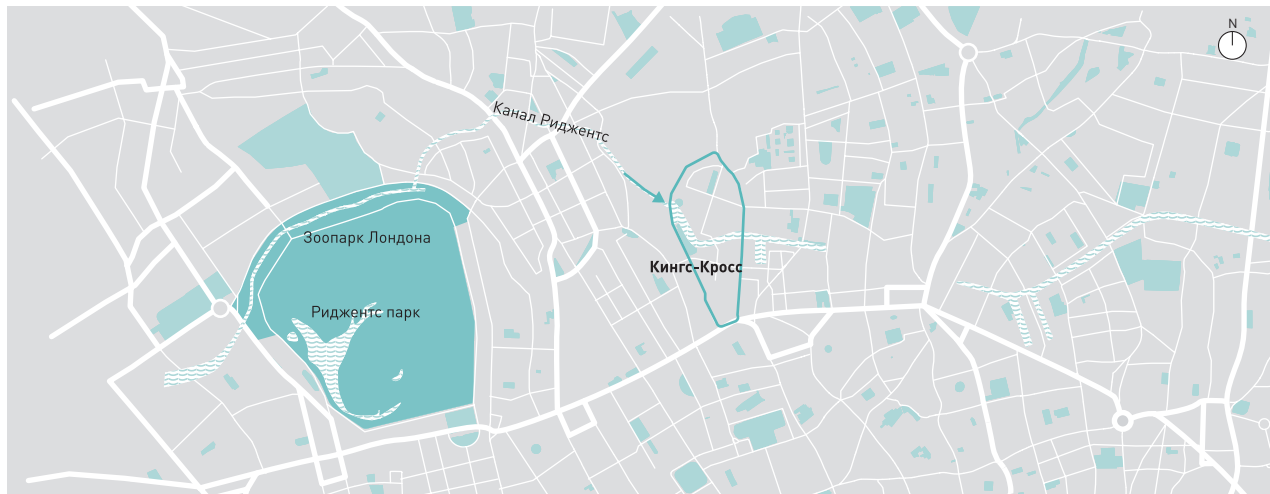 N
Канал Риджентс
Зоопарк Лондона
Кингс-Кросс
Риджентс парк